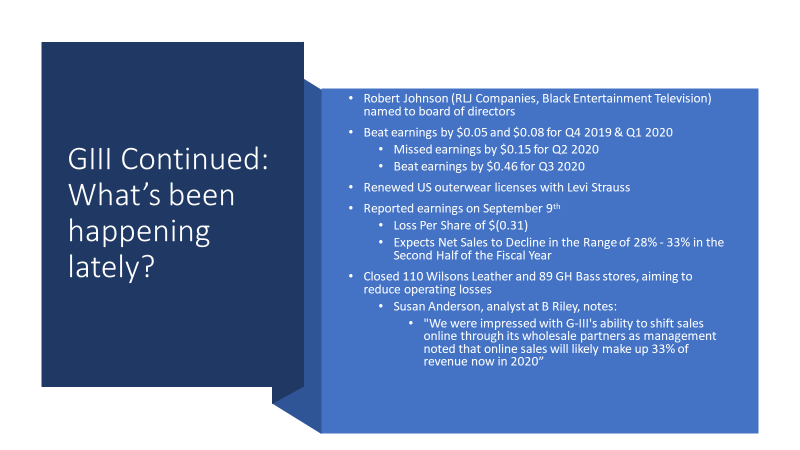 GIII Continued:
What's been
happening
lately?
• Robert Johnson (RLJ Companies, Black Entertainment Television)
named to board of directors
• Beat earnings by $0.05 and $0.08 for Q4 2019 & Q1 2020
• Missed earnings by $0.15 for Q2 2020
• Beat earnings by $0.46 for Q3 2020
• Renewed US outerwear licenses with Levi Strauss
• Reported earnings on September 9th
• Loss Per Share of $(0.31)
• Expects Net Sales to Decline in the Range of 28% - 33% in the
Second Half of the Fiscal Year
• Closed 110 Wilsons Leather and 89 GH Bass stores, aiming to
reduce operating losses
• Susan Anderson, analyst at B Riley, notes:
• "We were impressed with G-III's ability to shift sales
online through its wholesale partners as management
noted that online sales will likely make up 33% of
revenue now in 2020”